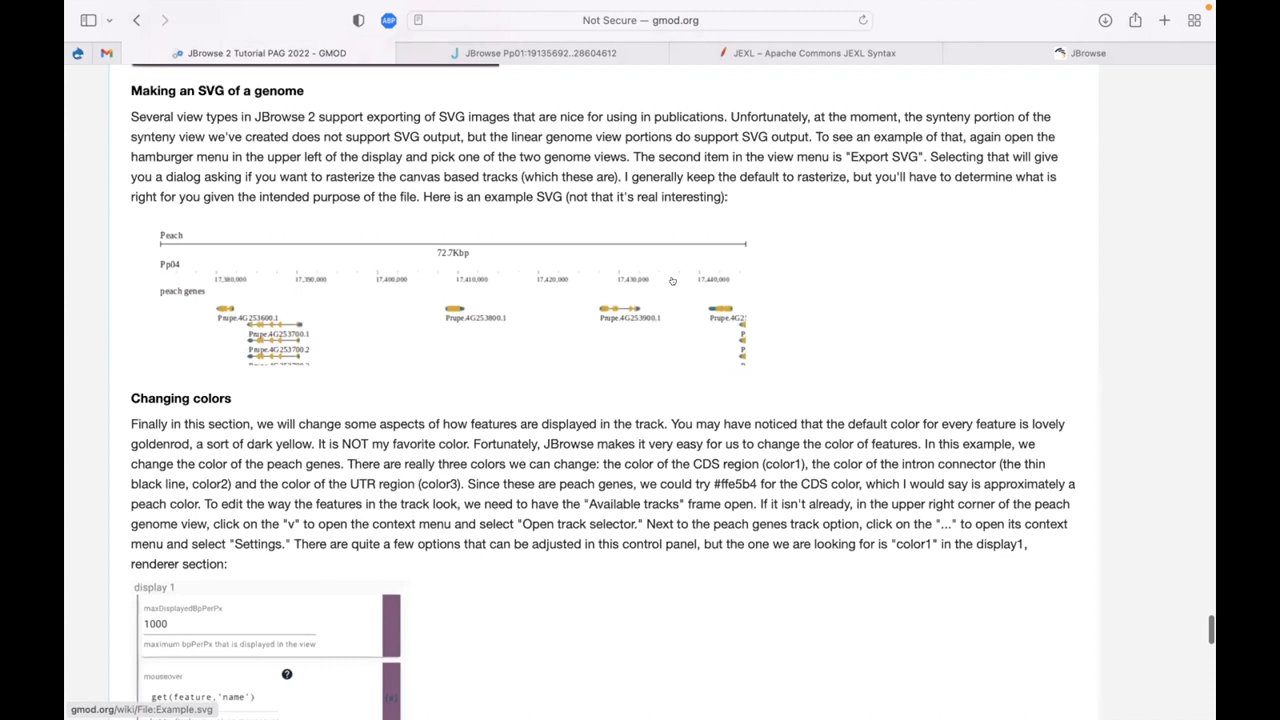 ABP
Not Secure — gmod.org
JBrowse 2 Tutorial PAG 2022 - GMOD
JBrowse Pp01:19135692..28604612
JEXL – Apache Commons JEXL Syntax
JBrowse
Making an SVG of a genome
Several view types in JBrowse 2 support exporting of SVG images that are nice for using in publications. Unfortunately, at the moment, the synteny portion of the
synteny view we've created does not support SVG output, but the linear genome view portions do support SVG output. To see an example of that, again open the
hamburger menu in the upper left of the display and pick one of the two genome views. The second item in the view menu is "Export SVG". Selecting that will give
you a dialog asking if you want to rasterize the canvas based tracks (which these are). I generally keep the default to rasterize, but you'll have to determine what is
right for you given the intended purpose of the file. Here is an example SVG (not that it's real interesting):
Peach
72.7Kbp
Pp04
17,380,000 17,390,000 17,400,000 17,410,000 17,420,000 17,430,000 17,440,000
peach genes
Prupe.4G253600.1 Prupe.4G253800.1 Prupe.4G253900.1 Prupe.4G2
Prupe.4G253700.1 P
Prupe.4G253700.2 P
Changing colors
Finally in this section, we will change some aspects of how features are displayed in the track. You may have noticed that the default color for every feature is lovely
goldenrod, a sort of dark yellow. It is NOT my favorite color. Fortunately, JBrowse makes it very easy for us to change the color of features. In this example, we
change the color of the peach genes. There are really three colors we can change: the color of the CDS region (color1), the color of the intron connector (the thin
black line, color2) and the color of the UTR region (color3). Since these are peach genes, we could try #ffe5b4 for the CDS color, which I would say is approximately a
peach color. To edit the way the features in the track look, we need to have the "Available tracks" frame open. If it isn't already, in the upper right corner of the peach
genome view, click on the "v" to open the context menu and select "Open track selector." Next to the peach genes track option, click on the "..." to open its context
menu and select "Settings." There are quite a few options that can be adjusted in this control panel, but the one we are looking for is "color1" in the display1,
renderer section:
display 1
maxDisplayedBpPerPx
1000
maximum bpPerPx that is displayed in the view
mouseover
?
get(feature,'name')
gmod.org/wiki/File:Example.svg